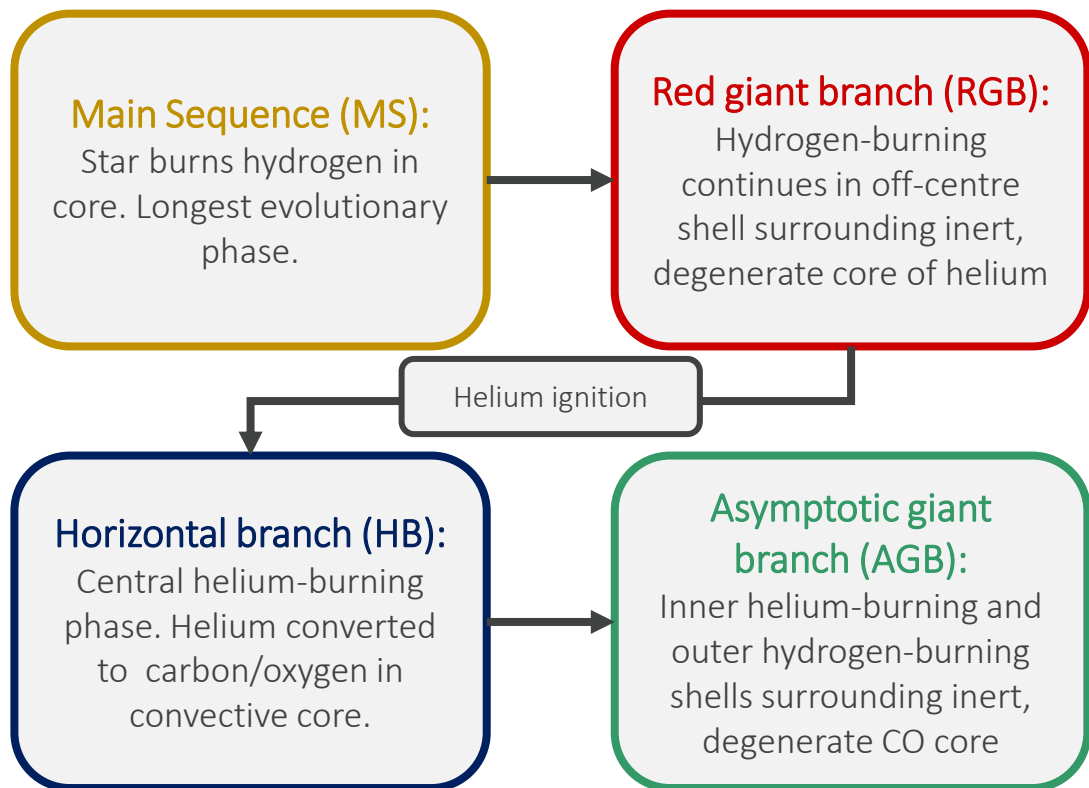 Main Sequence (MS):
Star burns hydrogen in
core. Longest evolutionary
phase.
Red giant branch (RGB):
Hydrogen-burning
continues in off-centre
shell surrounding inert,
degenerate core of helium
Helium ignition
Horizontal branch (HB):
Central helium-burning
phase. Helium converted
to carbon/oxygen in
convective core.
Asymptotic giant
branch (AGB):
Inner helium-burning and
outer hydrogen-burning
shells surrounding inert,
degenerate CO core